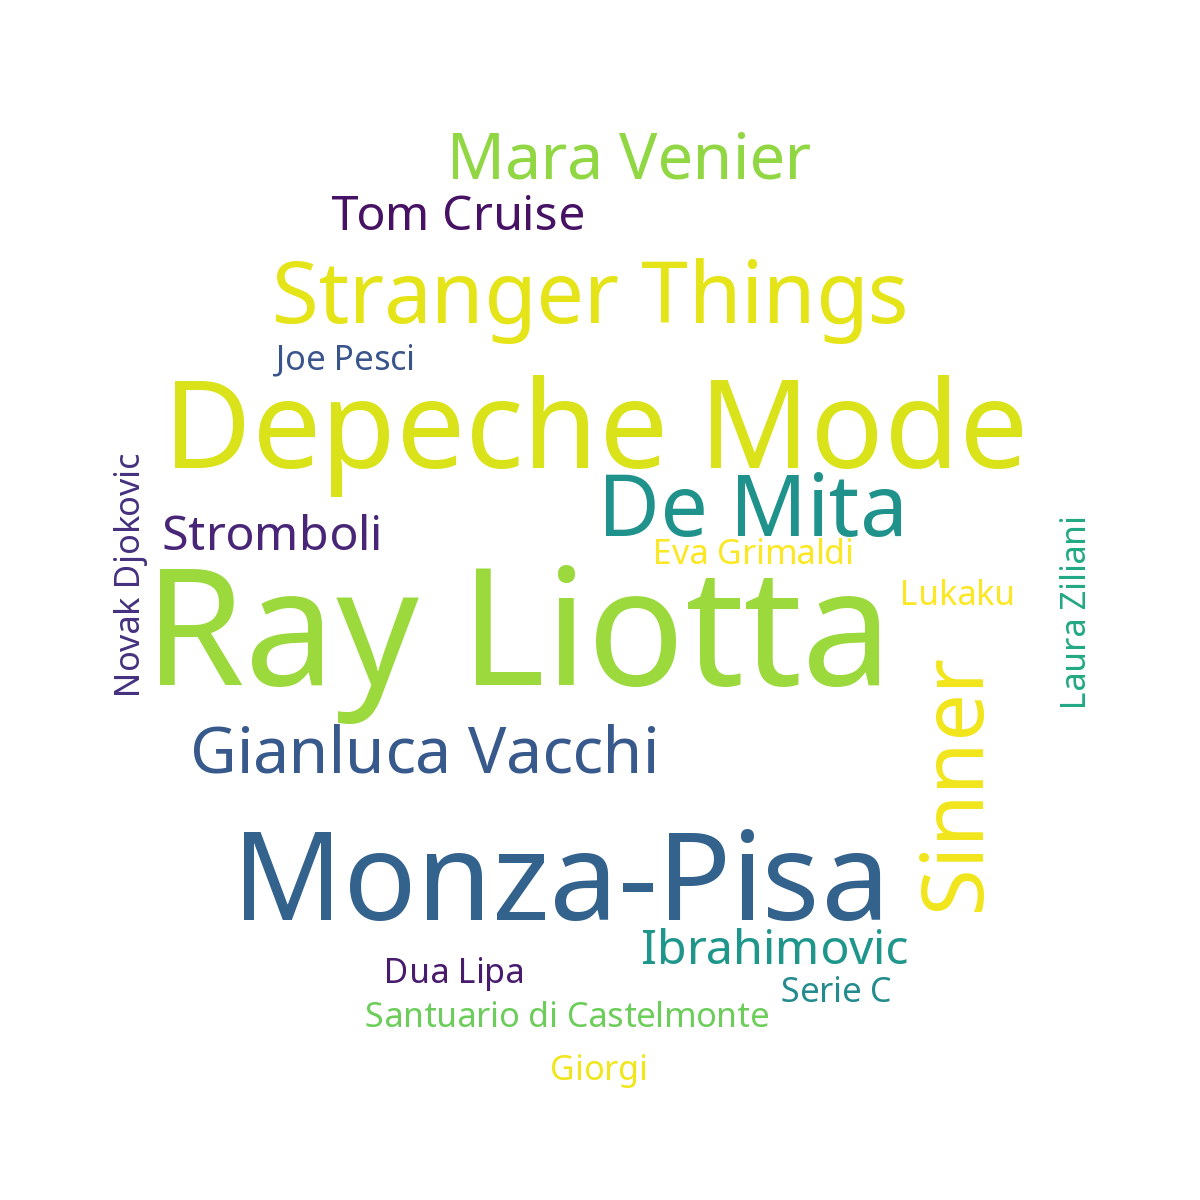 Mara Venier
Tom Cruise
Stranger Things
Joe Pesci
Depeche Mode
De Mita
Novak Djokovic
Stromboli
Eva Grimaldi
Laura Ziliani
Ray Liotta
Lukaku
Sinner
Gianluca Vacchi
Monza-Pisa
Ibrahimovic
Dua Lipa
Serie C
Santuario di Castelmonte
Giorgi